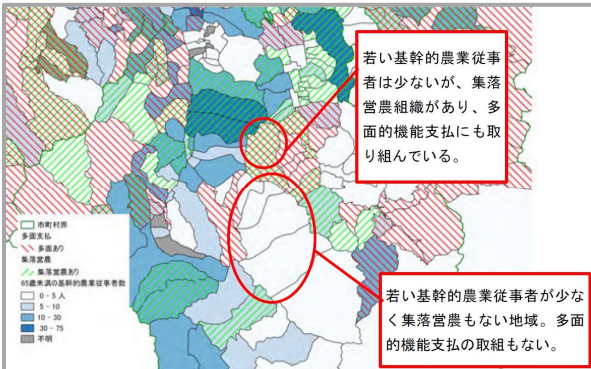 若い基幹的農業従事
者は少ないが、集落
営農組織があり、多
面的機能支払にも取
り組んでいる。
市町村界
多面支払
多面あり
集落営農
集落営農あり
65歳未満の基幹的農業従事者数
0 - 5 人
5 - 10
10 - 30
30 - 75
不明
若い基幹的農業従事者が少な
く集落営農もない地域。多面
的機能支払の取組もない。